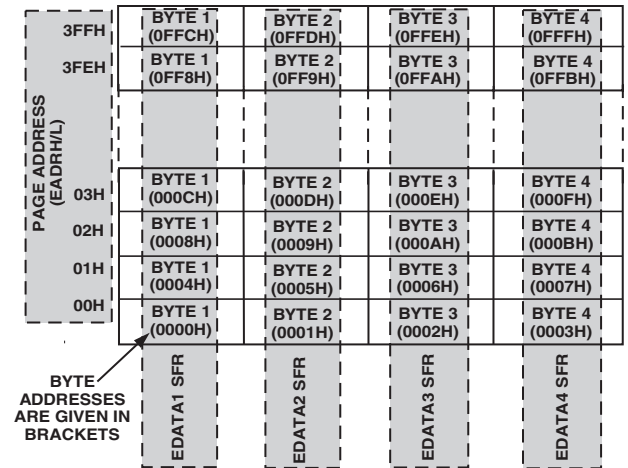 3FFH
BYTE 1
(0FFCH)
BYTE 2
(0FFDH)
BYTE 3
(0FFEH)
BYTE 4
(0FFFH)
3FEH
BYTE 1
(0FF8H)
BYTE 2
(0FF9H)
BYTE 3
(0FFAH)
BYTE 4
(0FFBH)
PAGE ADDRESS
(EADRH/L)
03H
BYTE 1
(000CH)
BYTE 2
(000DH)
BYTE 3
(000EH)
BYTE 4
(000FH)
02H
BYTE 1
(0008H)
BYTE 2
(0009H)
BYTE 3
(000AH)
BYTE 4
(000BH)
01H
BYTE 1
(0004H)
BYTE 2
(0005H)
BYTE 3
(0006H)
BYTE 4
(0007H)
00H
BYTE 1
(0000H)
BYTE 2
(0001H)
BYTE 3
(0002H)
BYTE 4
(0003H)
BYTE
ADDRESSES
ARE GIVEN IN
BRACKETS
EDATA1 SFR
EDATA2 SFR
EDATA3 SFR
EDATA4 SFR